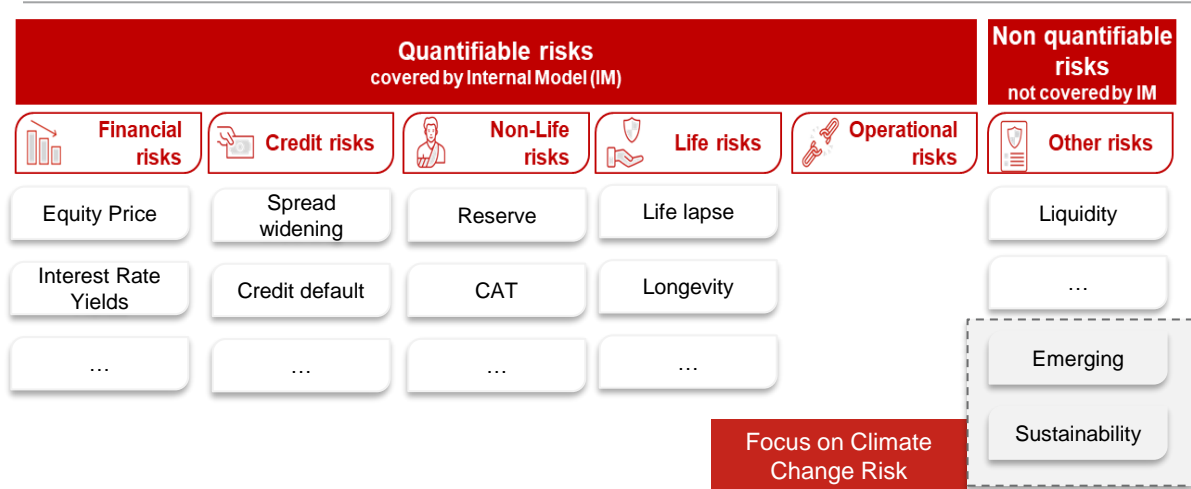 Quantifiable risks
covered by Internal Model (IM)
Non quantifiable
risks
not covered by IM
Financial
risks
Credit risks
Non-Life
risks
Life risks
Operational
risks
Other risks
Equity Price
Spread
widening
Reserve
Life lapse
Liquidity
Interest Rate
Yields
Credit default
CAT
Longevity
…
…
…
…
…
Emerging
Sustainability
Focus on Climate
Change Risk